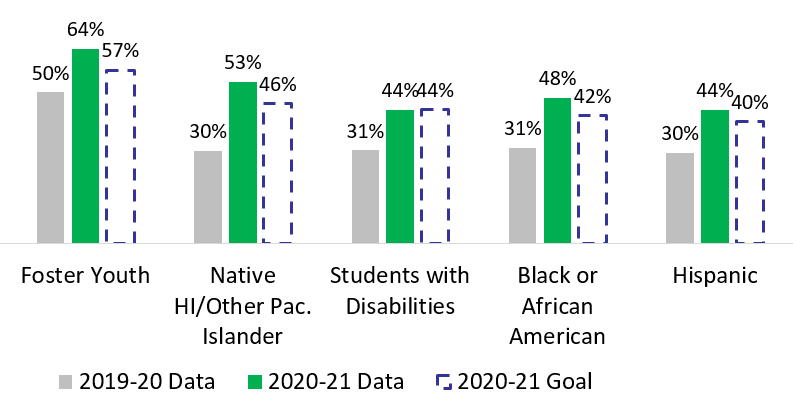 64%
50%
57%
53%
30%
46%
31%
44%
44%
31%
48%
42%
30%
44%
40%
Foster Youth
Native
HI/Other Pac.
Islander
Students with
Disabilities
Black or
African
American
Hispanic
2019-20 Data
2020-21 Data
2020-21 Goal